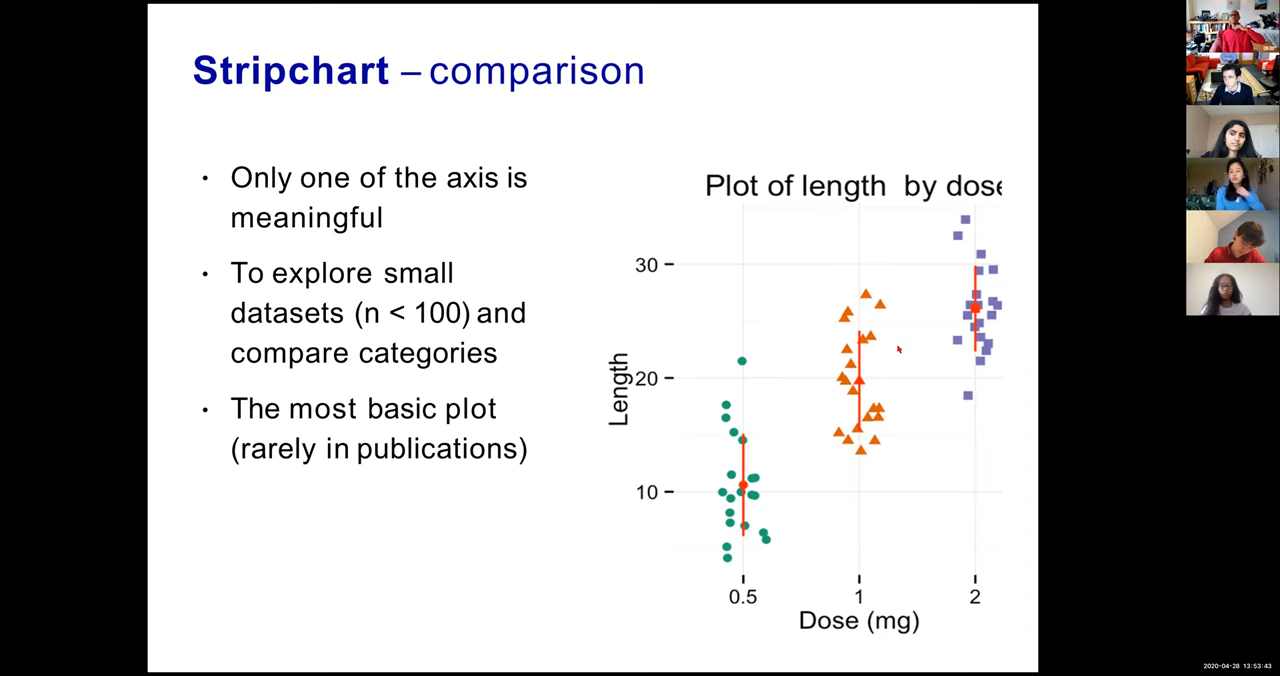 Stripchart – comparison
• Only one of the axis is
meaningful
• To explore small
datasets (n < 100) and
compare categories
• The most basic plot
(rarely in publications)
Plot of length by dose
30
20
10
Length
0.5 1 2
Dose (mg)
2020-04-28 13:53:43